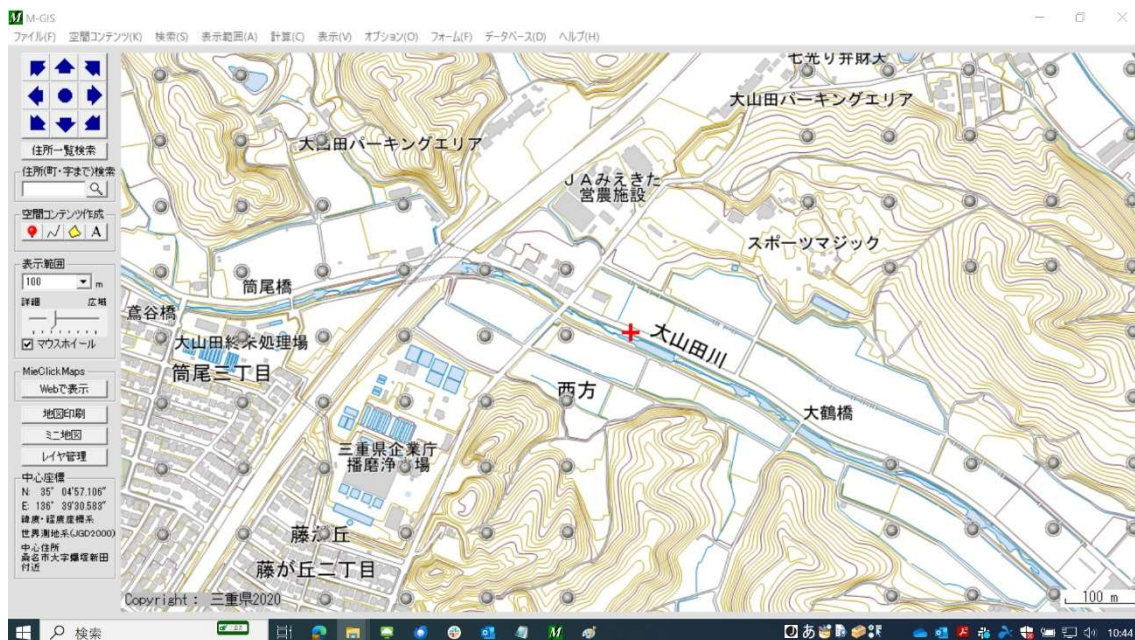 M-GIS
ファイル(F) 空間コンテンツ(K) 検索(S) 表示範囲(A) 計算(C) 表示(V) オプション(O) フォーム(F) データベース(D) ヘルプ(H)
住所一覧検索
住所(町・字まで)検索
空間コンテンツ作成
A
表示範囲
100 m
詳細 広域
マウスホイール
MieClickMaps
Webで表示
地図印刷
ミニ地図
レイヤ管理
中心座標
N: 35° 04'57.106"
E: 136° 39'30.583"
緯度・経度座標系
世界測地系(JGD2000)
中心住所
桑名市大字額塚新田
付近
七光り弁財天
大山田パーキングエリア
大山田パーキングエリア
JAみえきた
営農施設
スポーツマジック
筒尾橋
鳶谷橋
大山田終末処理場
筒尾三丁目
大山田川
西方
大鶴橋
三重県企業庁
播磨浄 場
藤が丘
藤が丘二丁目
Copyright : 三重県2020
100 m
検索
あ
10:44